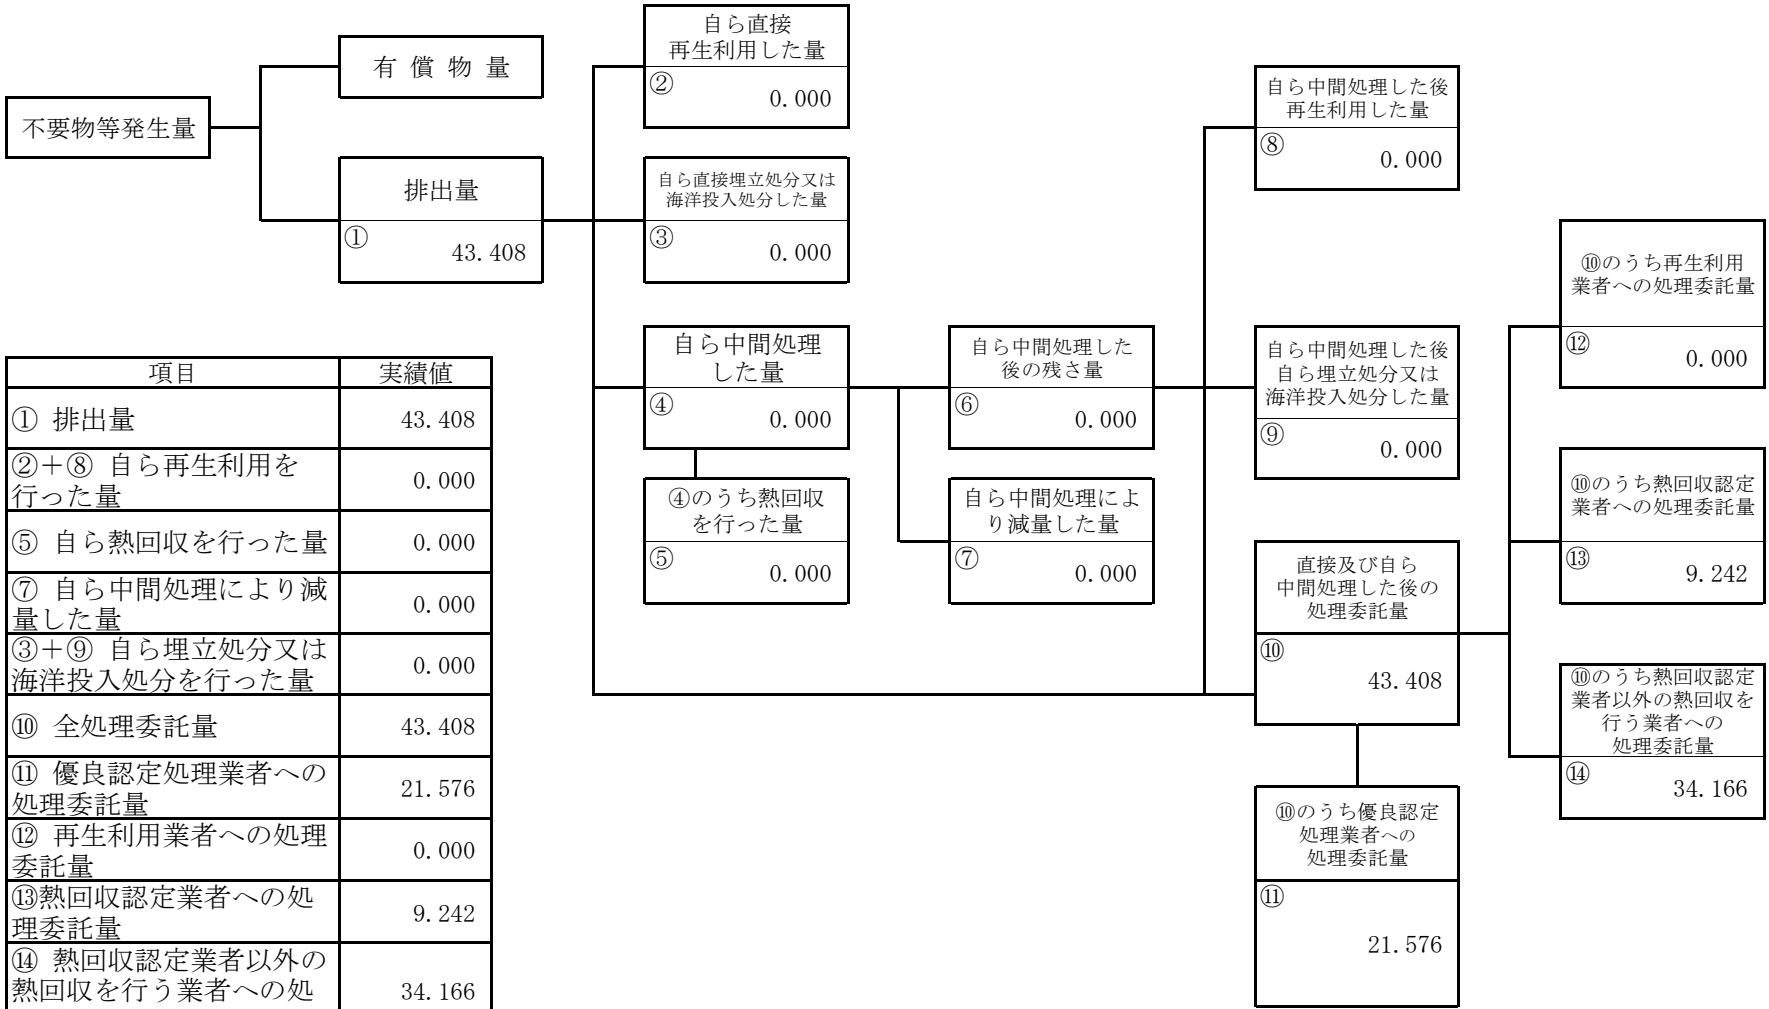 不要物等発生量
有 償 物 量
排出量
①
43.408
自ら直接
再生利用した量
②
0.000
自ら直接埋立処分又は
海洋投入処分した量
③
0.000
自ら中間処理
した量
④
0.000
④のうち熱回収
を行った量
⑤
0.000
自ら中間処理した
後の残さ量
⑥
0.000
自ら中間処理によ
り減量した量
⑦
0.000
自ら中間処理した後
再生利用した量
⑧
0.000
自ら中間処理した後
自ら埋立処分又は
海洋投入処分した量
⑨
0.000
直接及び自ら
中間処理した後の
処理委託量
⑩
43.408
⑩のうち優良認定
処理業者への
処理委託量
⑪
21.576
⑩のうち再生利用
業者への処理委託量
⑫
0.000
⑩のうち熱回収認定
業者への処理委託量
⑬
9.242
⑩のうち熱回収認定
業者以外の熱回収を
行う業者への
処理委託量
⑭
34.166
項目 実績値
① 排出量 43.408
②+⑧ 自ら再生利用を
行った量 0.000
⑤ 自ら熱回収を行った量 0.000
⑦ 自ら中間処理により減
量した量 0.000
③+⑨ 自ら埋立処分又は
海洋投入処分を行った量 0.000
⑩ 全処理委託量 43.408
⑪ 優良認定処理業者への
処理委託量 21.576
⑫ 再生利用業者への処理
委託量 0.000
⑬熱回収認定業者への処
理委託量 9.242
⑭ 熱回収認定業者以外の
熱回収を行う業者への処 34.166